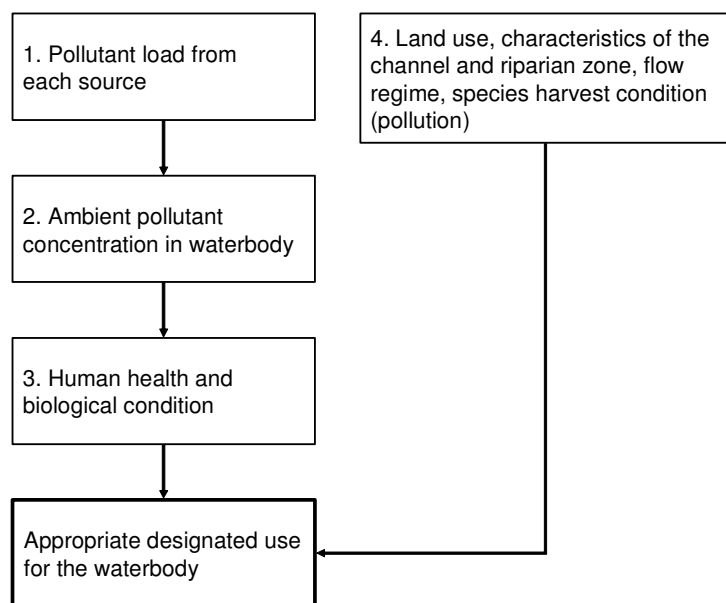 1. Pollutant load from
each source
4. Land use, characteristics of the
channel and riparian zone, flow
regime, species harvest condition
(pollution)
2. Ambient pollutant
concentration in waterbody
3. Human health and
biological condition
Appropriate designated use
for the waterbody